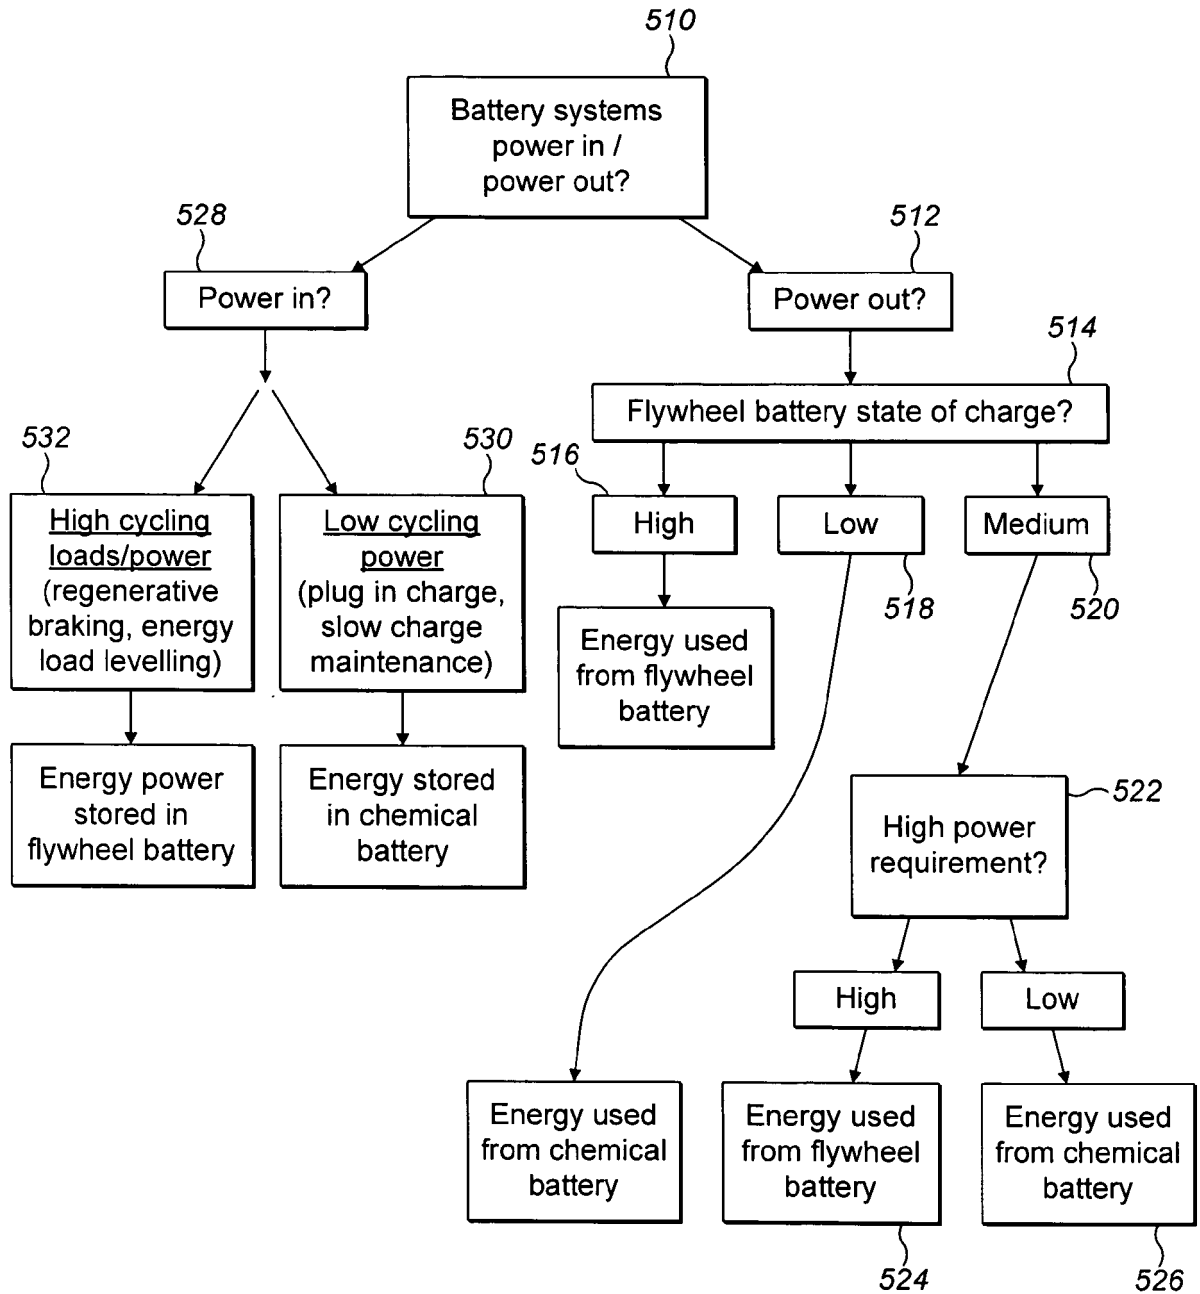 510
Battery systems
power in /
power out?
528
Power in?
512
Power out?
514
Flywheel battery state of charge?
532
High cycling
loads/power
(regenerative
braking, energy
load levelling)
530
Low cycling
power
(plug in charge,
slow charge
maintenance)
516
High
Low
518
Medium
520
Energy used
from flywheel
battery
Energy power
stored in
flywheel battery
Energy stored
in chemical
battery
522
High power
requirement?
High
Low
Energy used
from chemical
battery
Energy used
from flywheel
battery
524
Energy used
from chemical
battery
526